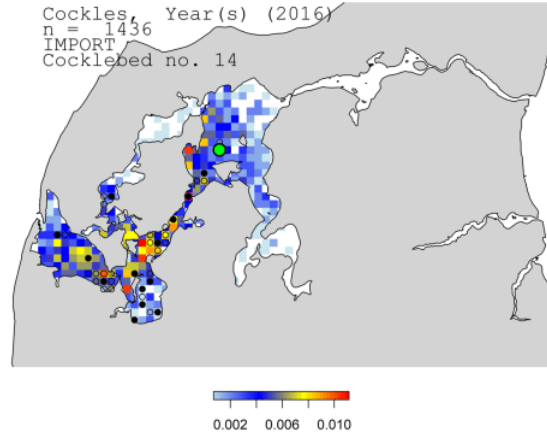 Cockles, Year(s) (2016)
n = 1436
IMPORT
Cocklebed no. 14
0.002 0.006 0.010